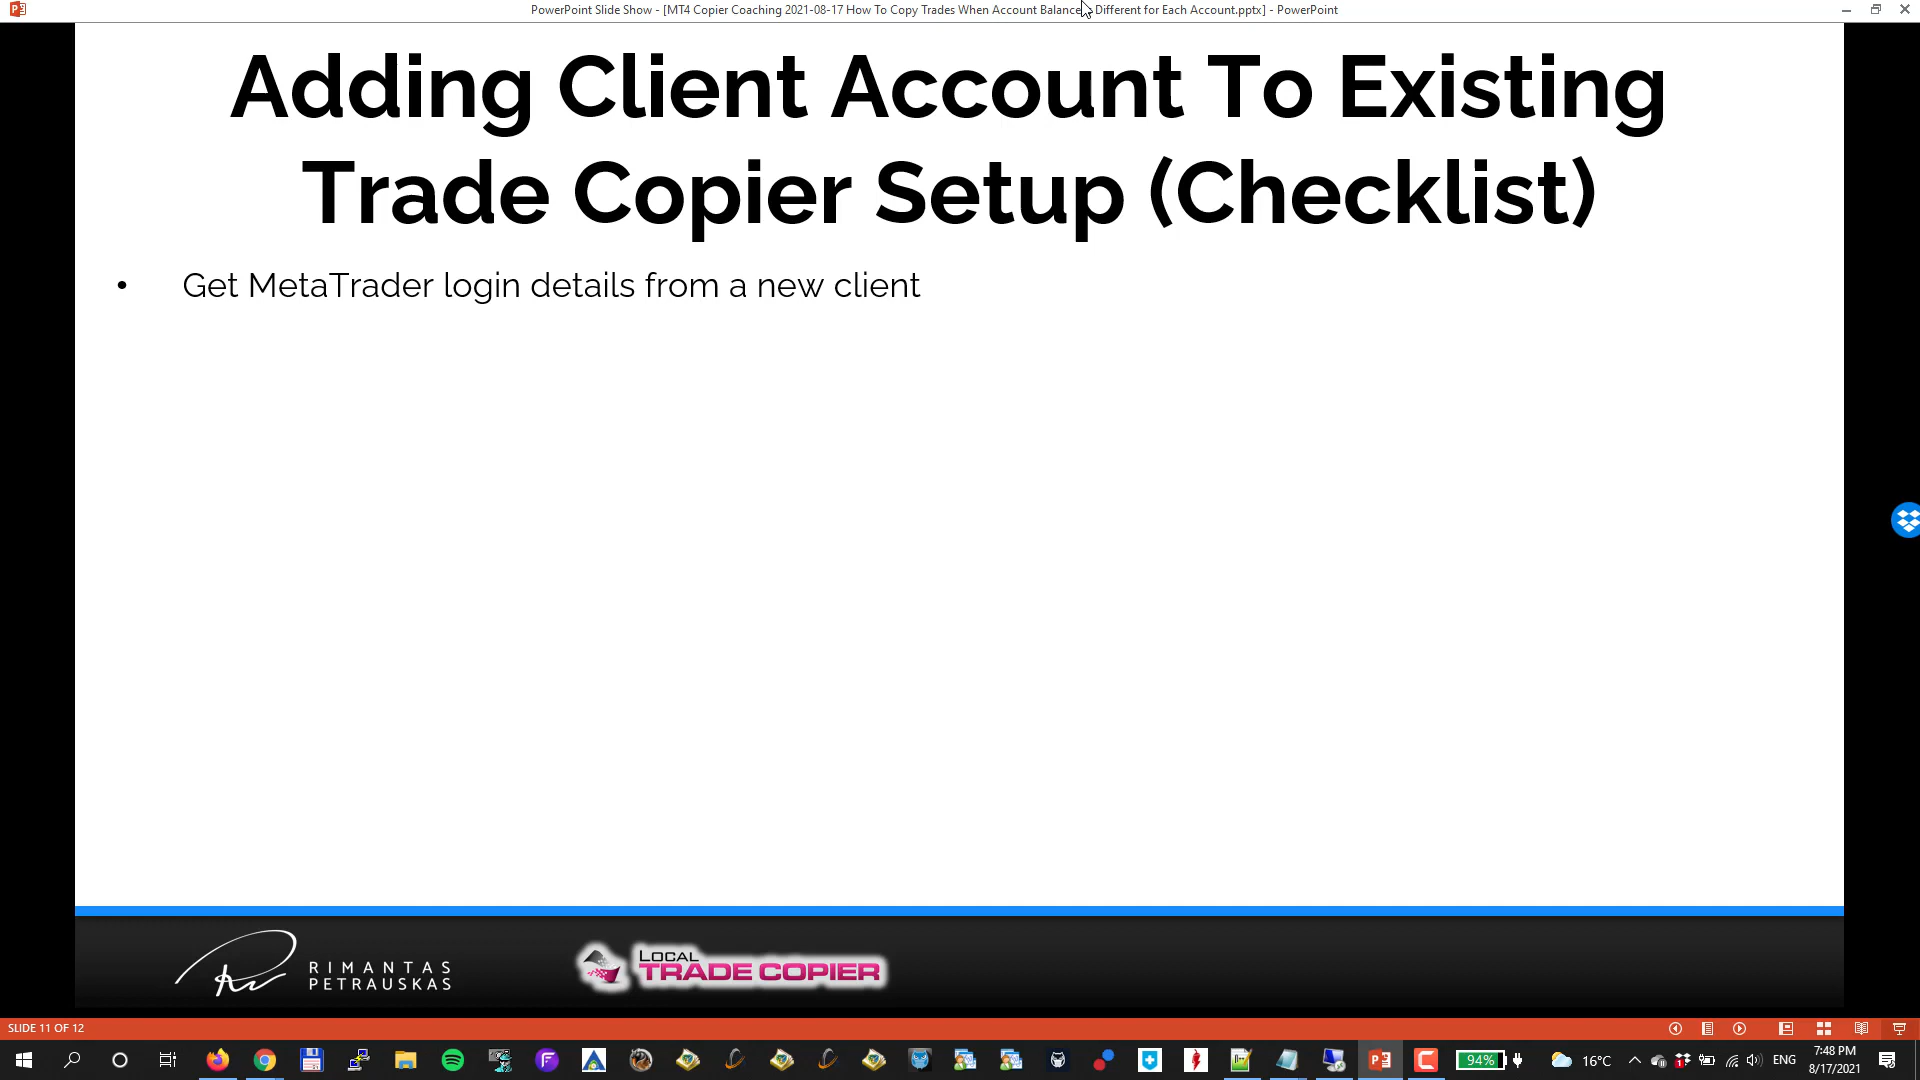 PowerPoint Slide Show - [MT4 Copier Coaching 2021-08-17 How To Copy Trades When Account Balance Different for Each Account.pptx] - PowerPoint
Adding Client Account To Existing
Trade Copier Setup (Checklist)
• Get MetaTrader login details from a new client
RIMANTAS
PETRAUSKAS
LOCAL
TRADE COPIER
SLIDE 11 OF 12
94%
16°C
ENG
7:48 PM
8/17/2021